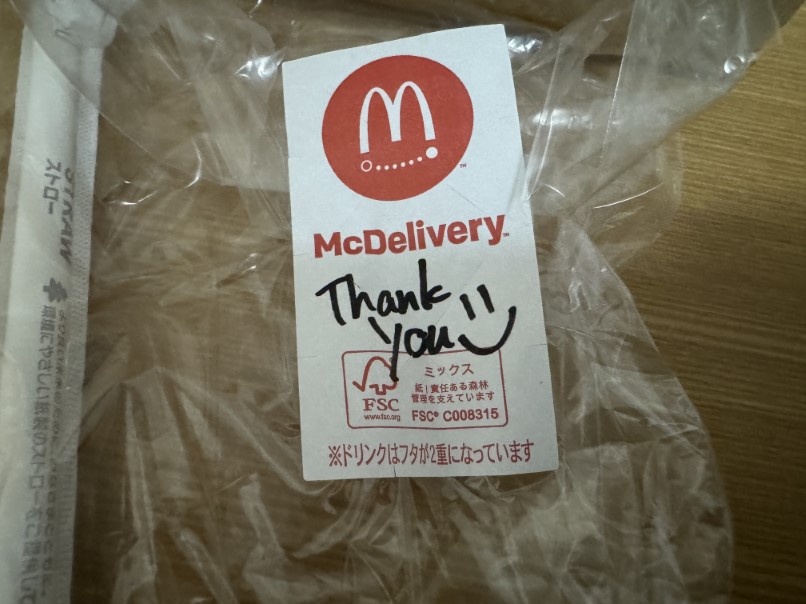 McDelivery™
Thank
you
FSC
www.fsc.org
ミックス
紙|責任ある森林
管理を支えています
FSC® C008315
※ドリンクはフタが2重になっています
STRAW
ストロー